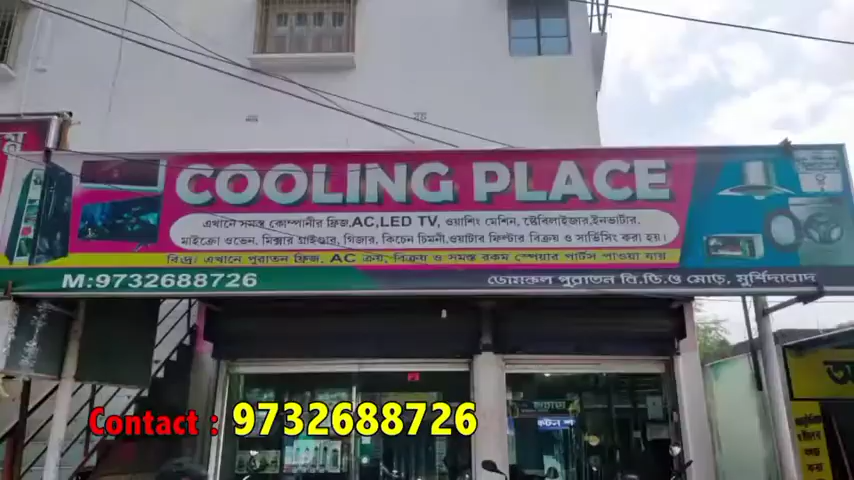 COOLING PLACE
এখানে সমস্ত কোম্পানীর ফ্রিজ,AC,LED TV, ওয়াশিং মেশিন, স্টেবিলাইজার,ইনভার্টার.
মাইক্রো ওভেন, মিক্সার গ্রাইন্ডার, গিজার, কিচেন চিমনী,ওয়াটার ফিল্টার বিক্রয় ও সার্ভিসিং করা হয়।
বি:দ্র:- এখানে পুরাতন ফ্রিজ, AC ক্রয়, বিক্রয় ও সমস্ত রকম স্পেয়ার পার্টস পাওয়া যায়
M:9732688726
ডোমকল পুরাতন বি.ডি.ও মোড়, মুর্শিদাবাদ
Contact : 9732688726